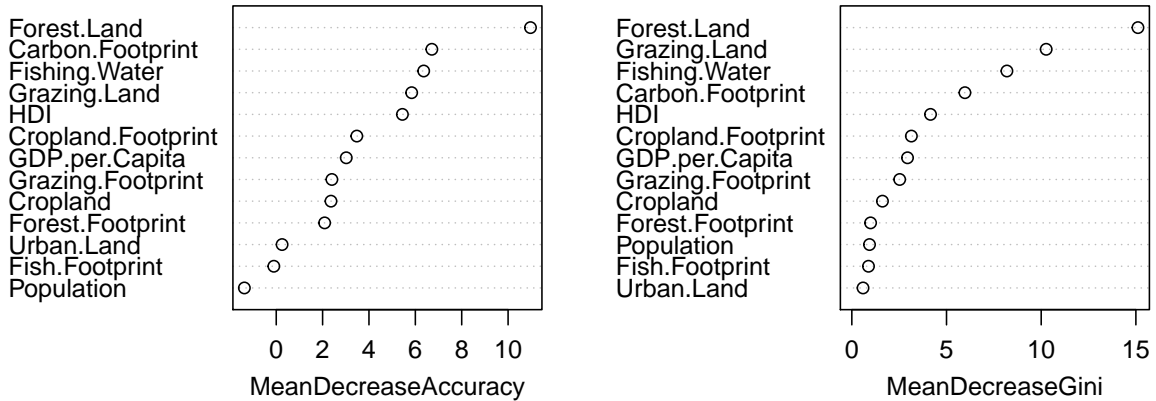 Forest.Land
Carbon.Footprint
Fishing.Water
Grazing.Land
HDI
Cropland.Footprint
GDP.per.Capita
Grazing.Footprint
Cropland
Forest.Footprint
Urban.Land
Fish.Footprint
Population
0 2 4 6 8 10
MeanDecreaseAccuracy
Forest.Land
Grazing.Land
Fishing.Water
Carbon.Footprint
HDI
Cropland.Footprint
GDP.per.Capita
Grazing.Footprint
Cropland
Forest.Footprint
Population
Fish.Footprint
Urban.Land
0 5 10 15
MeanDecreaseGini